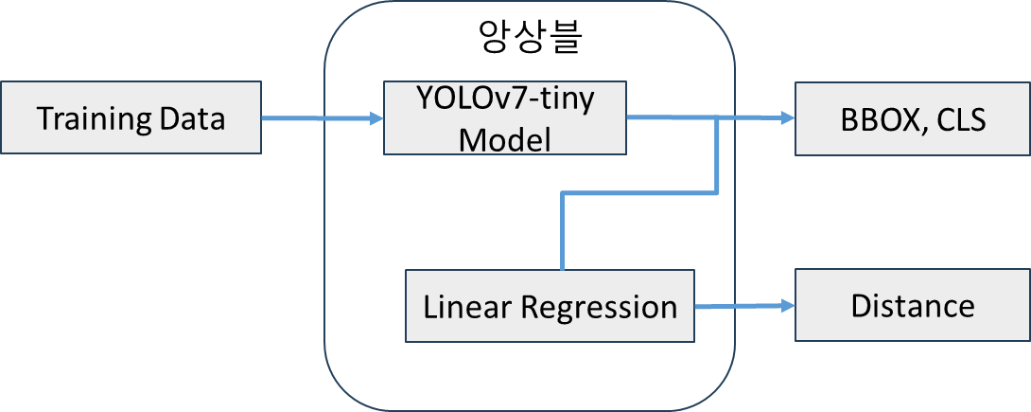 앙상블
Training Data
YOLOv7-tiny
Model
BBOX, CLS
Linear Regression
Distance